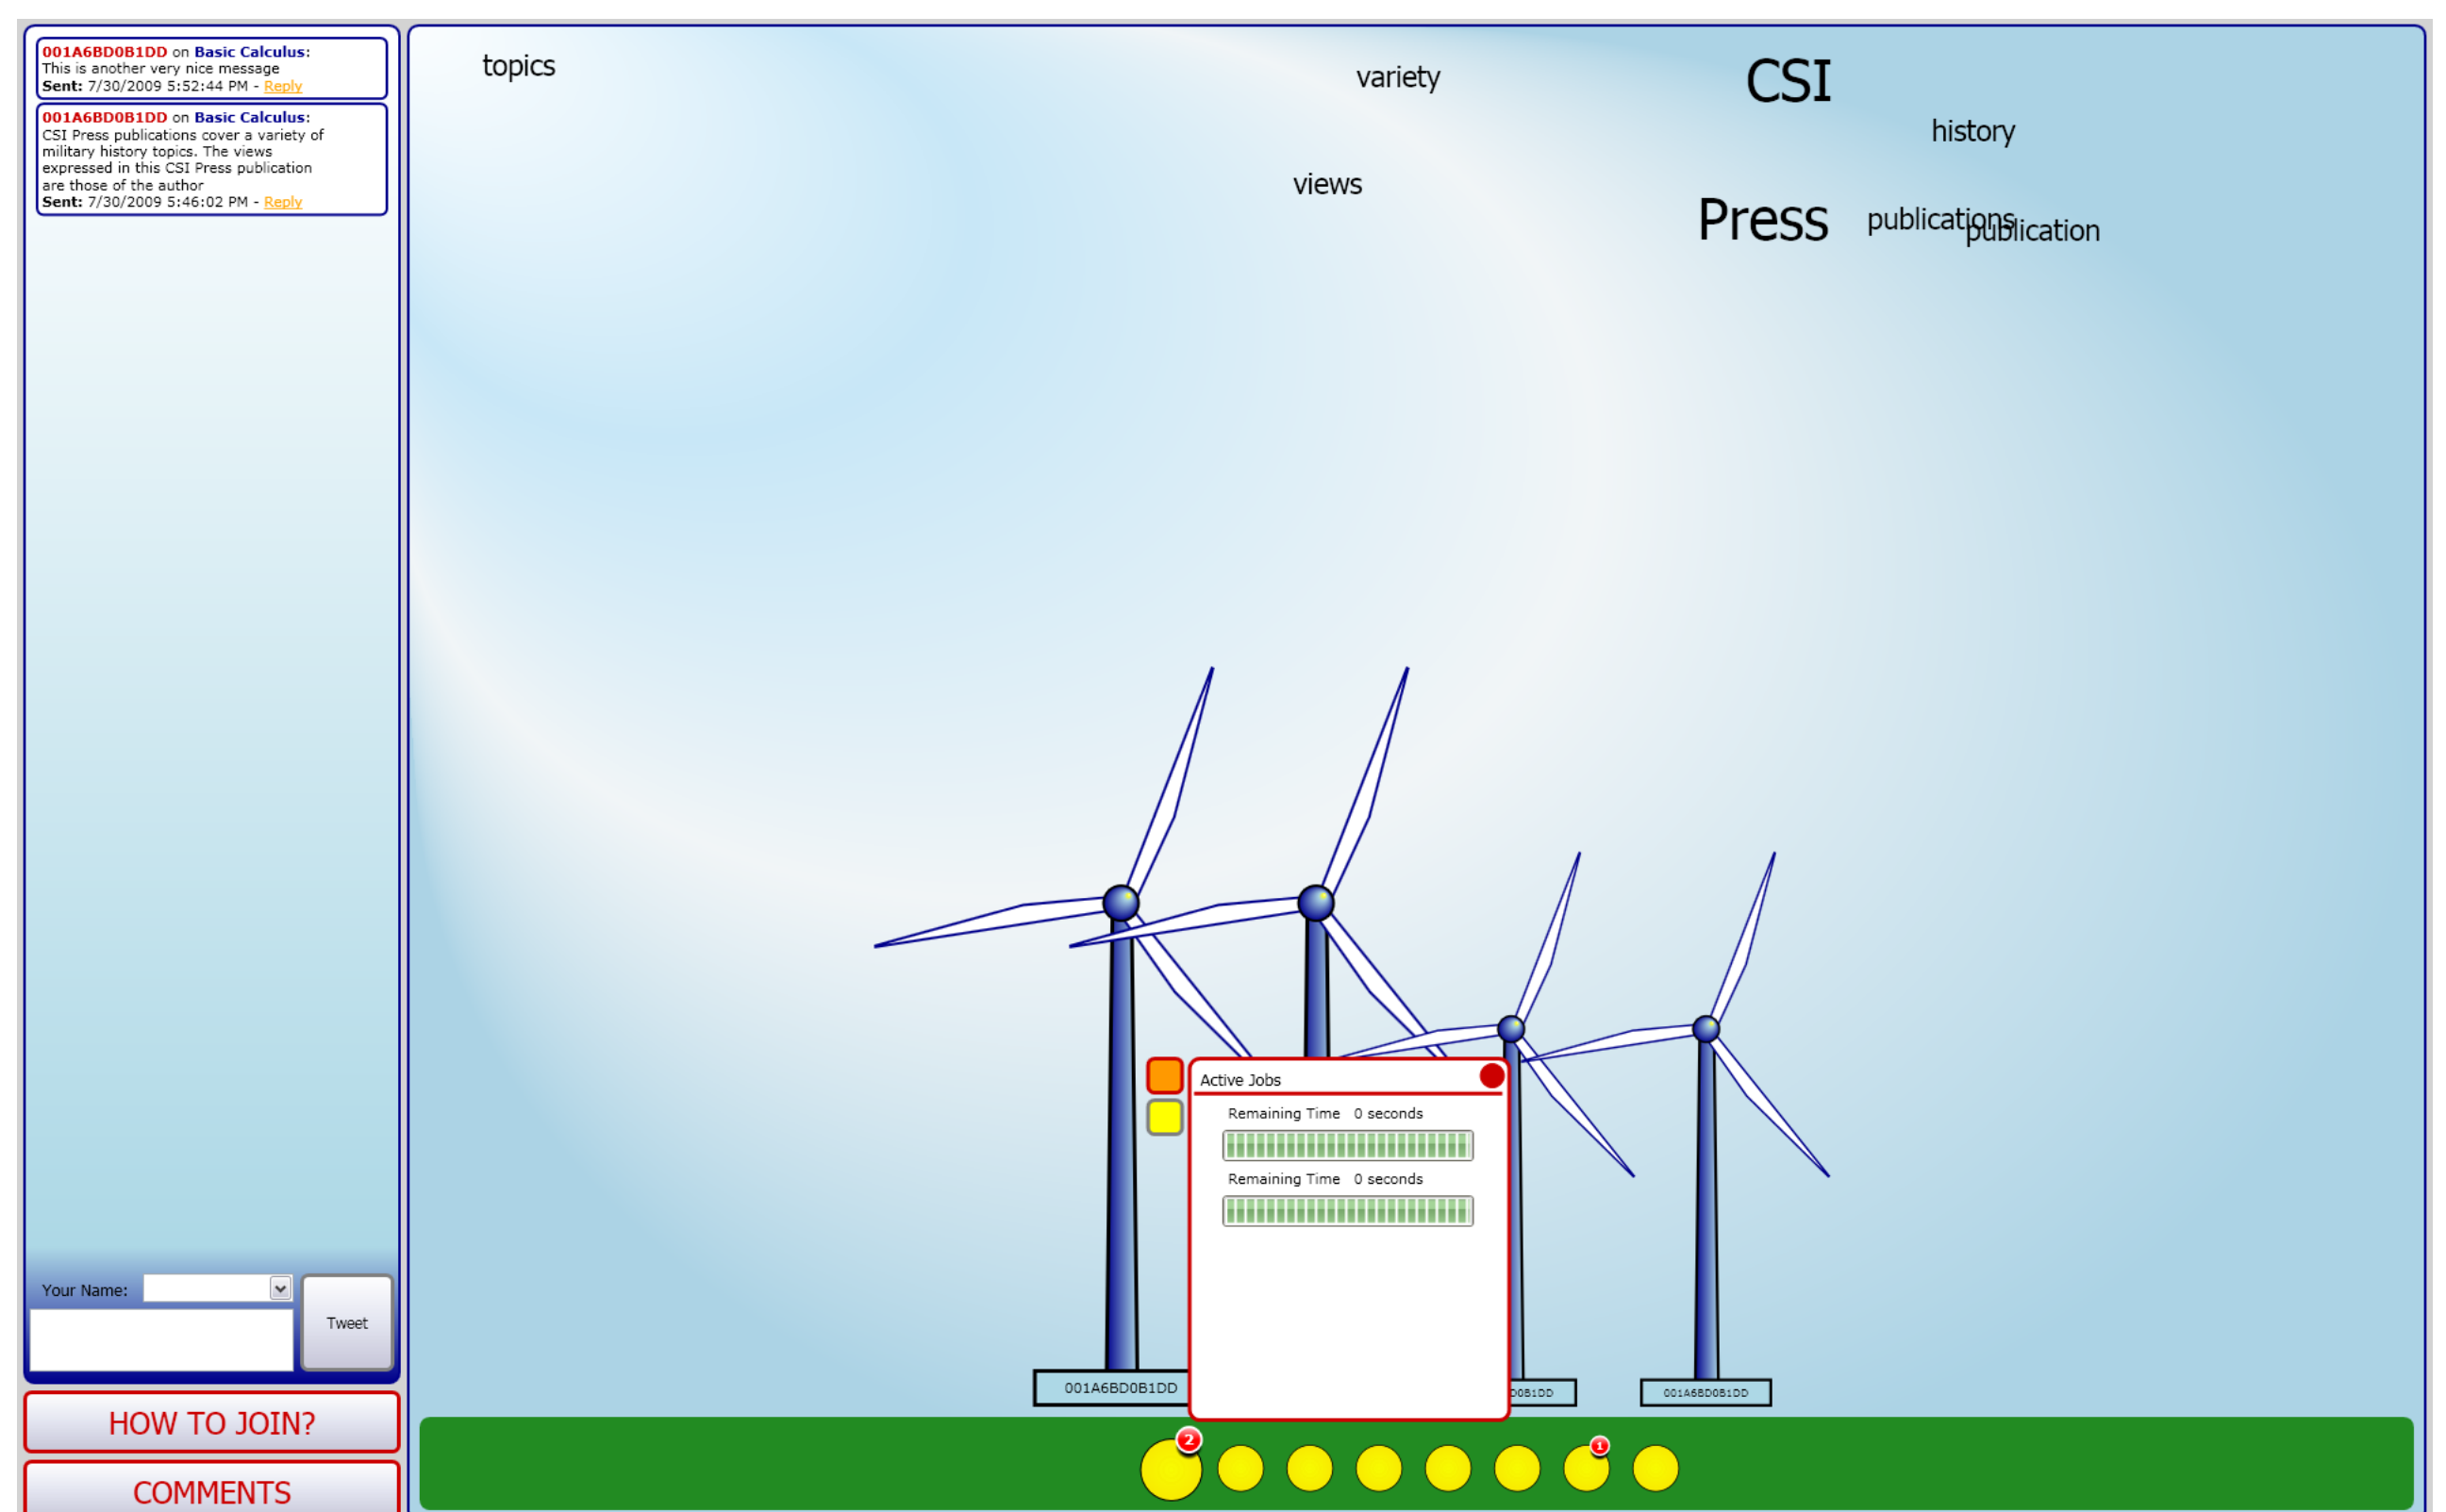 001A6BD0B1DD on Basic Calculus:
This is another very nice message
Sent: 7/30/2009 5:52:44 PM - Reply
001A6BD0B1DD on Basic Calculus:
CSI Press publications cover a variety of
military history topics. The views
expressed in this CSI Press publication
are those of the author
Sent: 7/30/2009 5:46:02 PM - Reply
Your Name:
Tweet
HOW TO JOIN?
COMMENTS
topics
variety
CSI
history
views
Press
publications
publication
Active Jobs
Remaining Time 0 seconds
Remaining Time 0 seconds
001A6BD0B1DD
D0B1DD
001A6BD0B1DD
2
1